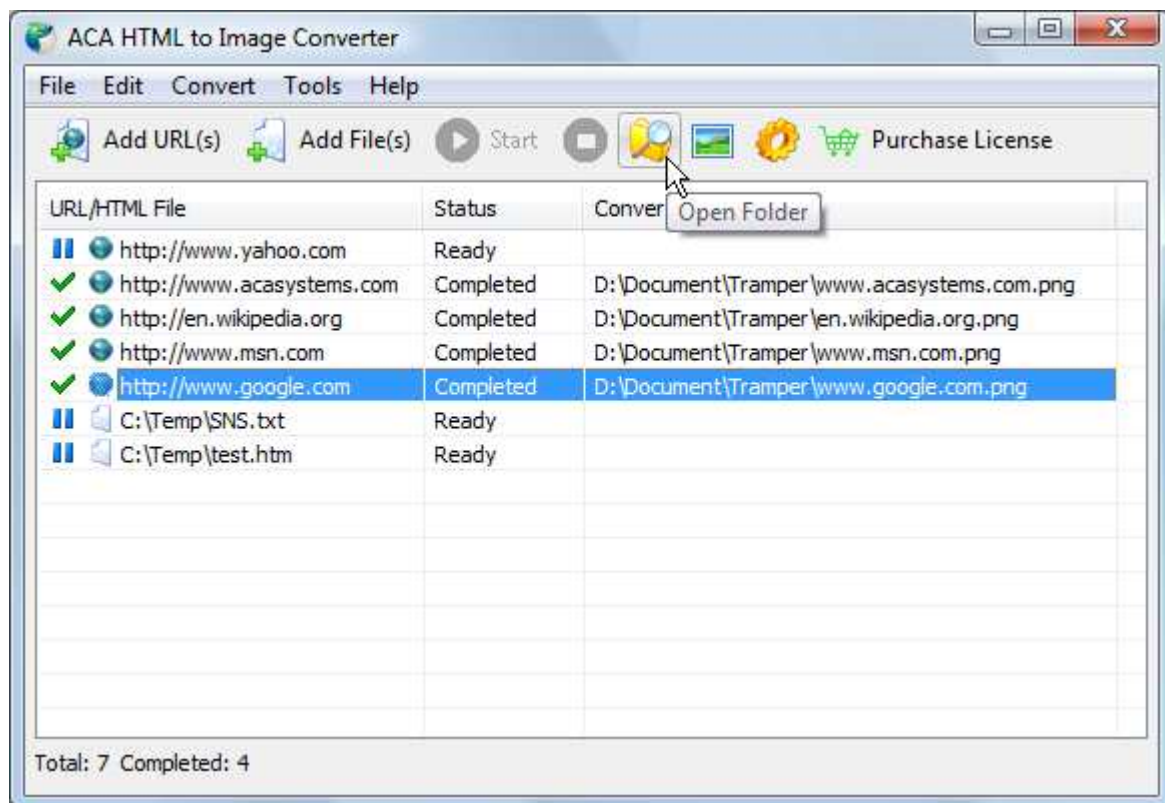 ACA HTML to Image Converter
File Edit Convert Tools Help
Add URL(s) Add File(s) Start Purchase License
URL/HTML File Status Conver Open Folder
http://www.yahoo.com Ready
http://www.acasystems.com Completed D:\Document\Tramper\www.acasystems.com.png
http://en.wikipedia.org Completed D:\Document\Tramper\en.wikipedia.org.png
http://www.msn.com Completed D:\Document\Tramper\www.msn.com.png
http://www.google.com Completed D:\Document\Tramper\www.google.com.png
C:\Temp\SNS.txt Ready
C:\Temp\test.htm Ready
Total: 7 Completed: 4